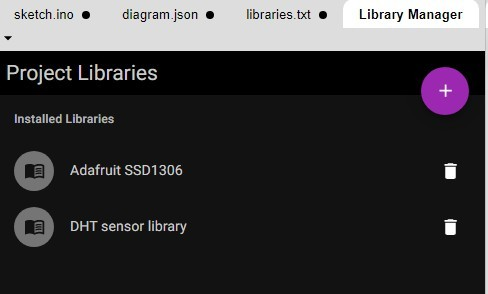 sketch.ino ● diagram.json ● libraries.txt ● Library Manager
Project Libraries
+
Installed Libraries
Adafruit SSD1306
DHT sensor library